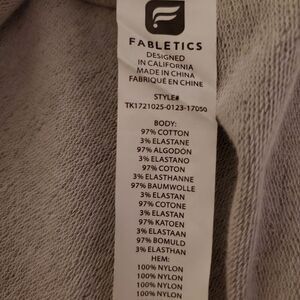 FABLETICS
DESIGNED
IN CALIFORNIA
MADE IN CHINA
FABRIQUÉ EN CHINE
STYLE#
TK1721025-0123-17050
BODY:
97% COTTON
3% ELASTANE
97% ALGODÓN
3% ELASTANO
97% COTON
3% ELASTHANNE
97% BAUMWOLLE
3% ELASTAN
97% COTONE
3% ELASTAN
97% KATOEN
3% ELASTAAN
97% BOMULD
3% ELASTHAN
HEM:
100% NYLON
100% NYLON
100% NYLON